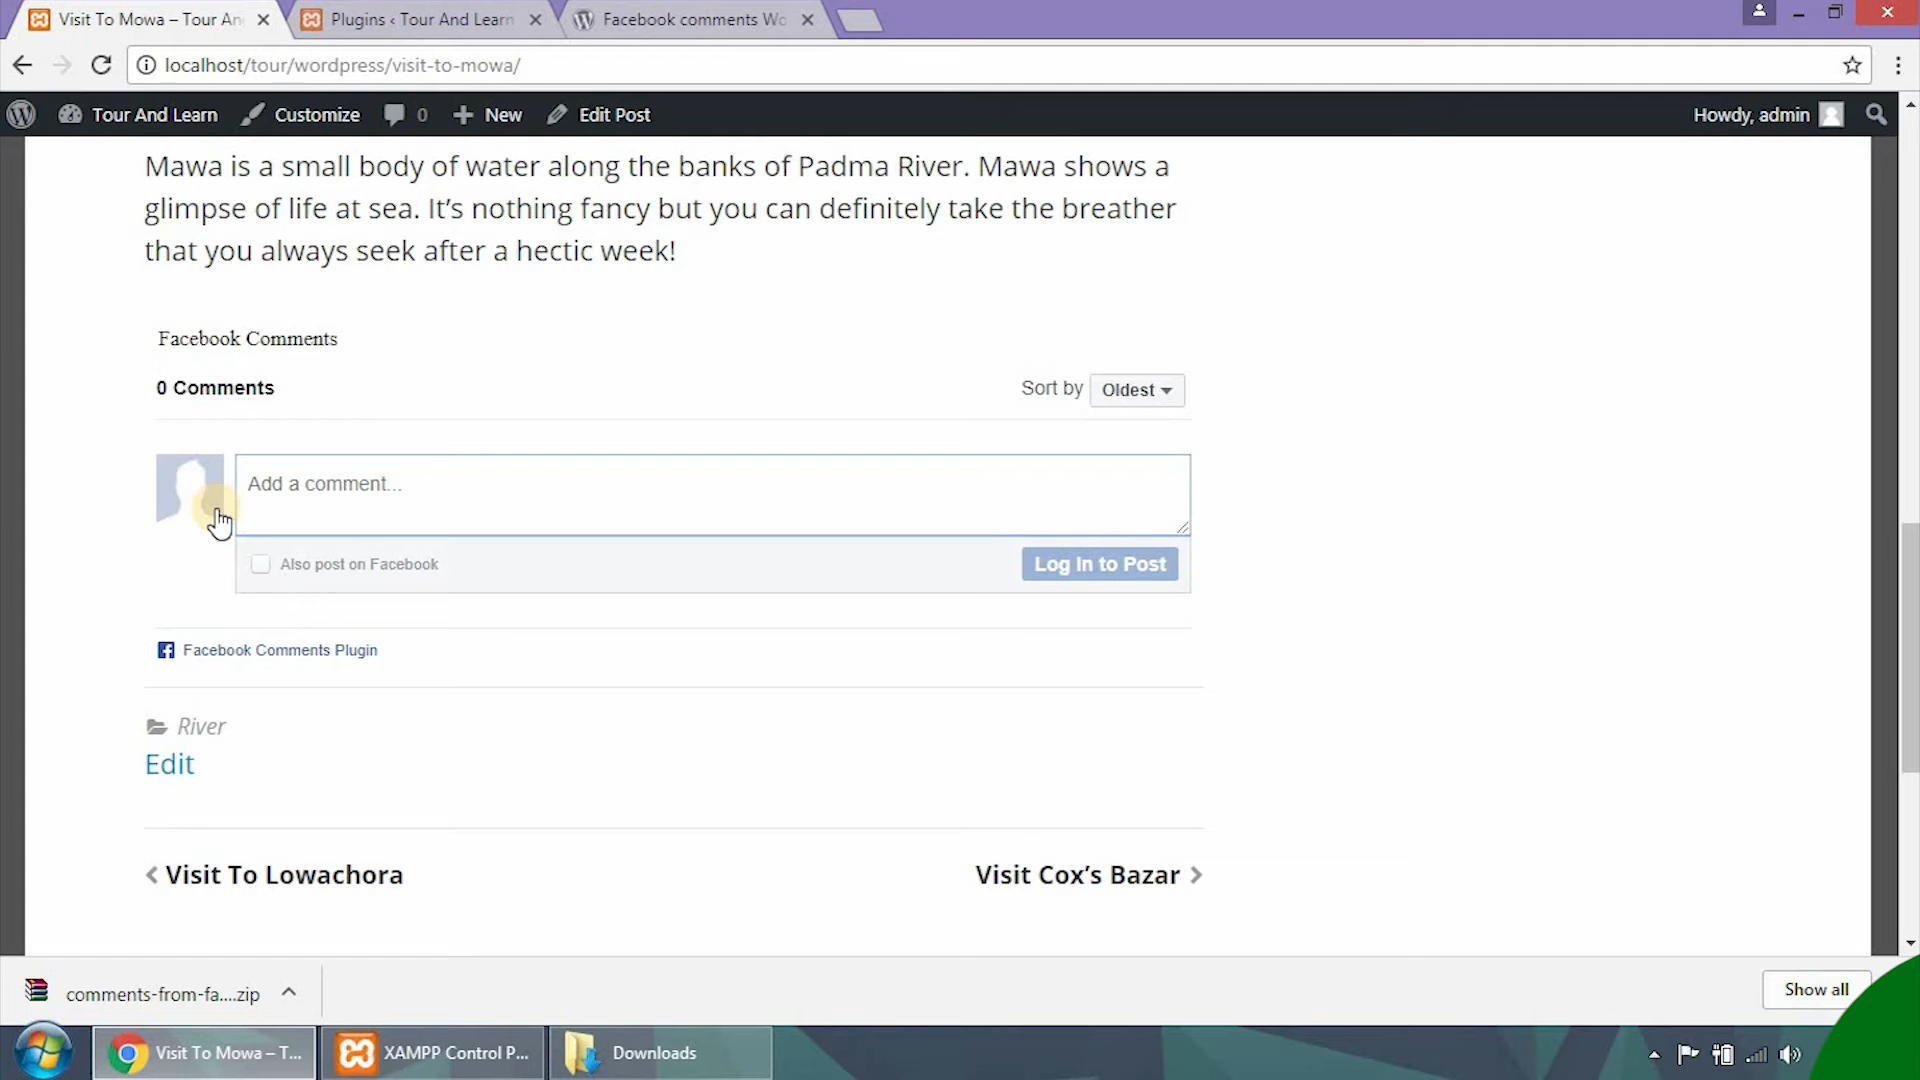 Visit To Mowa – Tour An
Plugins ‹ Tour And Learn
Facebook comments Wo
localhost/tour/wordpress/visit-to-mowa/
Tour And Learn
Customize
0
New
Edit Post
Howdy, admin
Mawa is a small body of water along the banks of Padma River. Mawa shows a
glimpse of life at sea. It’s nothing fancy but you can definitely take the breather
that you always seek after a hectic week!
Facebook Comments
0 Comments
Sort by
Oldest
Add a comment...
Also post on Facebook
Log In to Post
Facebook Comments Plugin
River
Edit
Visit To Lowachora
Visit Cox’s Bazar
comments-from-fa....zip
Show all
Visit To Mowa – T...
XAMPP Control P...
Downloads